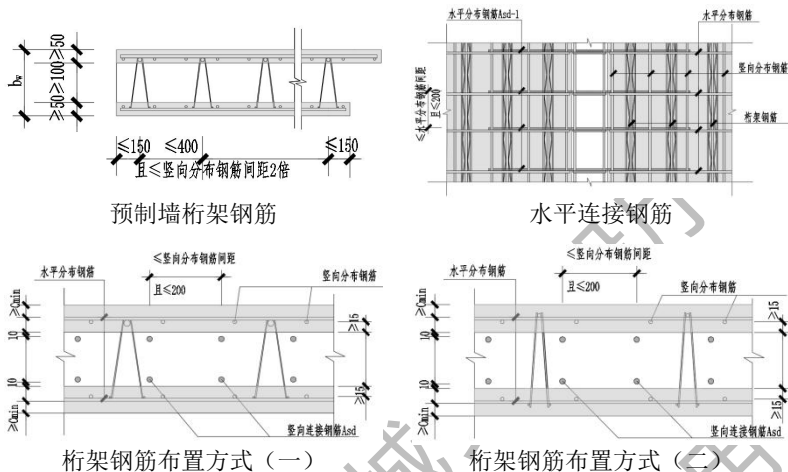 ≥50
≥100
≥50
bw
≤150
≤400
≤150
且≤竖向分布钢筋间距2倍
预制墙桁架钢筋
水平分布钢筋Asd-1
水平分布钢筋
竖向分布钢筋
桁架钢筋
≤水平分布钢筋间距
且≤200
水平连接钢筋
≤竖向分布钢筋间距
且≤200
水平分布钢筋
竖向分布钢筋
≥Cmin
10
10
≥Cmin
≥15
≥15
竖向连接钢筋Asd
桁架钢筋布置方式（一）
≤竖向分布钢筋间距
且≤200
水平分布钢筋
竖向分布钢筋
≥Cmin
10
10
≥Cmin
≥15
≥15
竖向连接钢筋Asd
桁架钢筋布置方式（二）